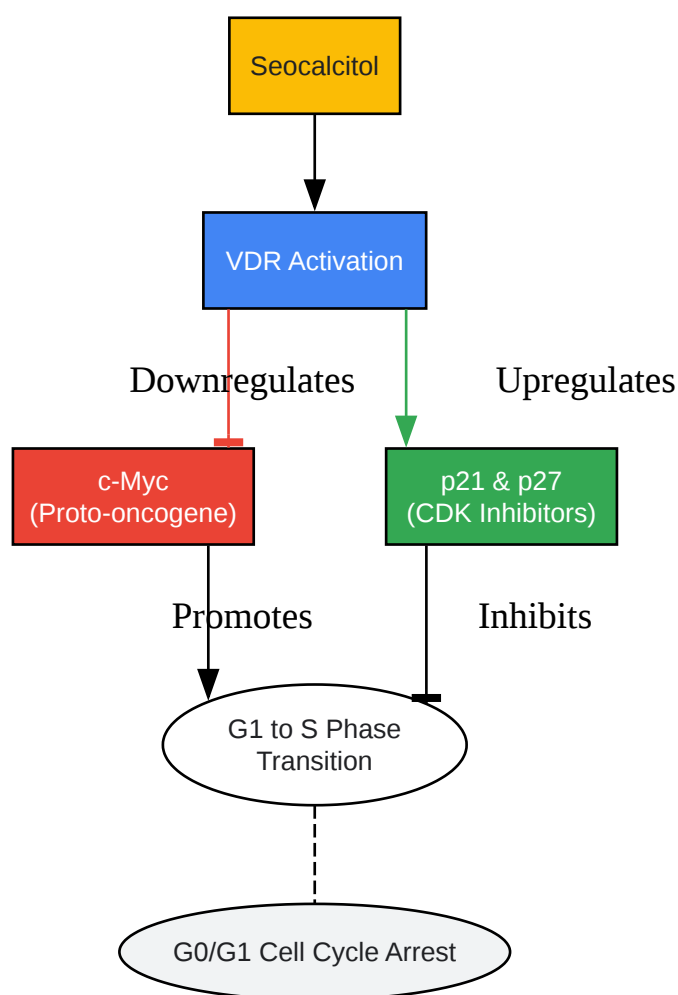 Seocalcitol
VDR Activation
Downregulates
Upregulates
c-Myc
(Proto-oncogene)
p21 & p27
(CDK Inhibitors)
Promotes
Inhibits
G1 to S Phase
Transition
G0/G1 Cell Cycle Arrest